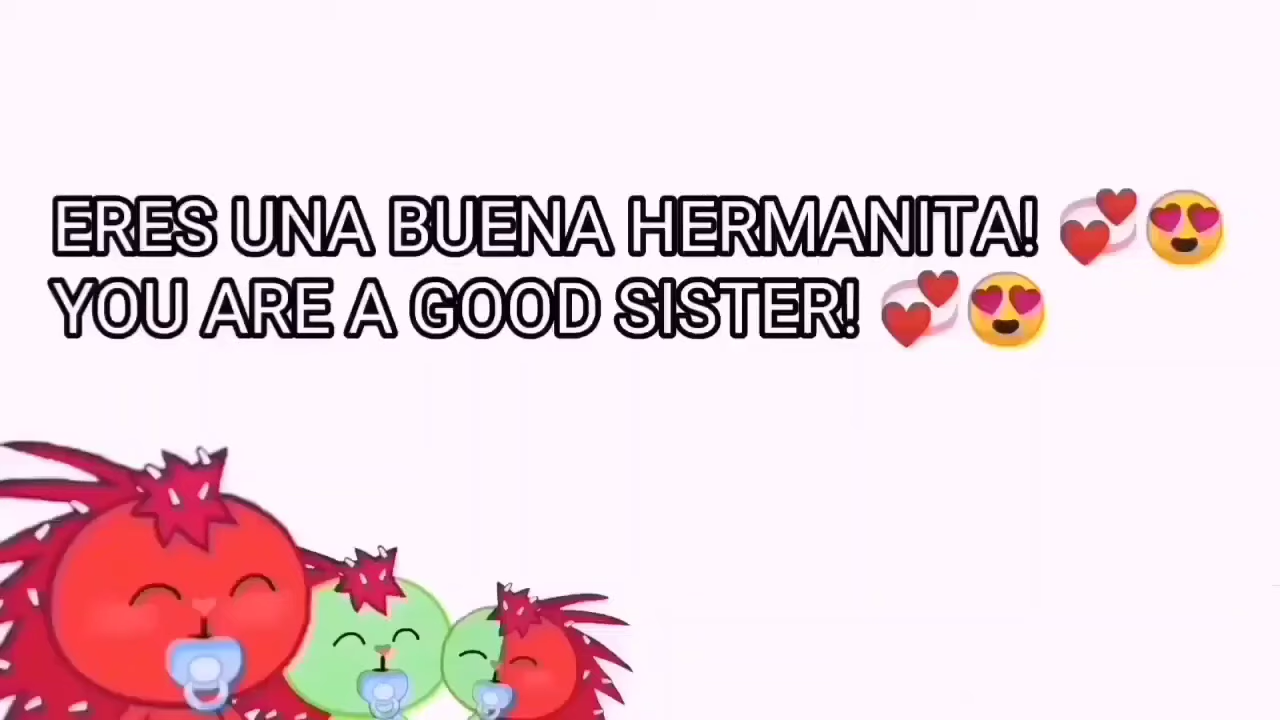 ERES UNA BUENA HERMANITA! 💞😍
YOU ARE A GOOD SISTER! 💞😍